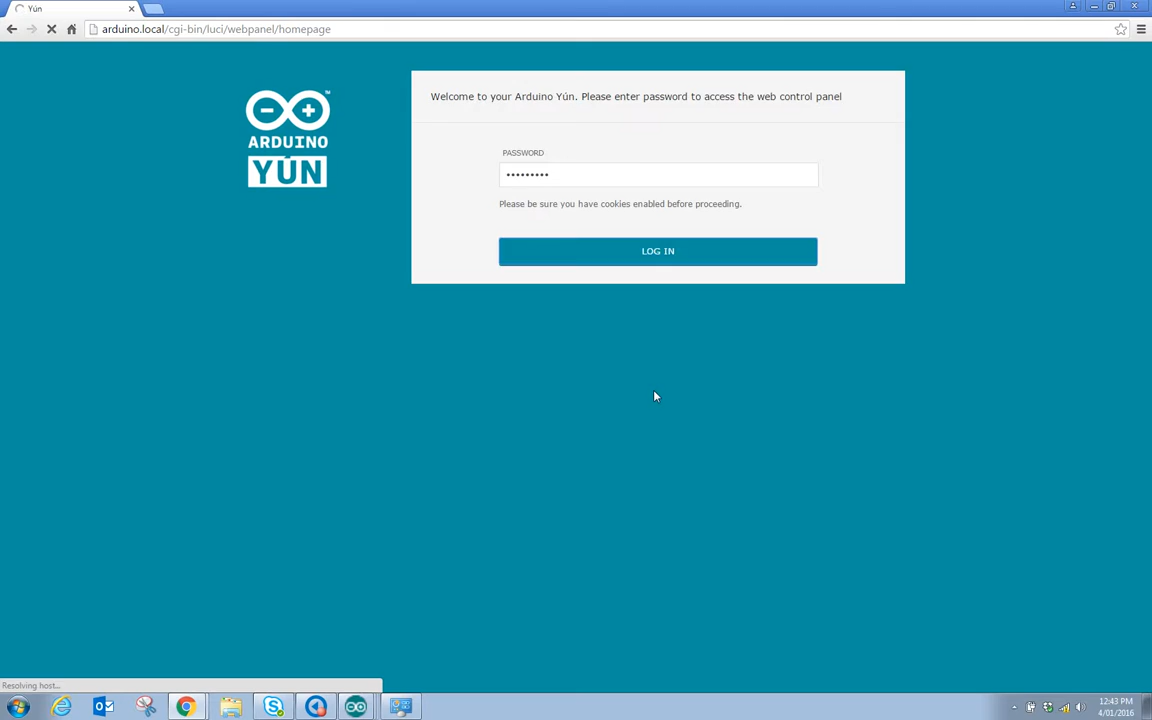 Yún
arduino.local/cgi-bin/luci/webpanel/homepage
ARDUINO
YÚN
TM
Welcome to your Arduino Yún. Please enter password to access the web control panel
PASSWORD
•••••••••
Please be sure you have cookies enabled before proceeding.
LOG IN
Resolving host...
12:43 PM
4/01/2016